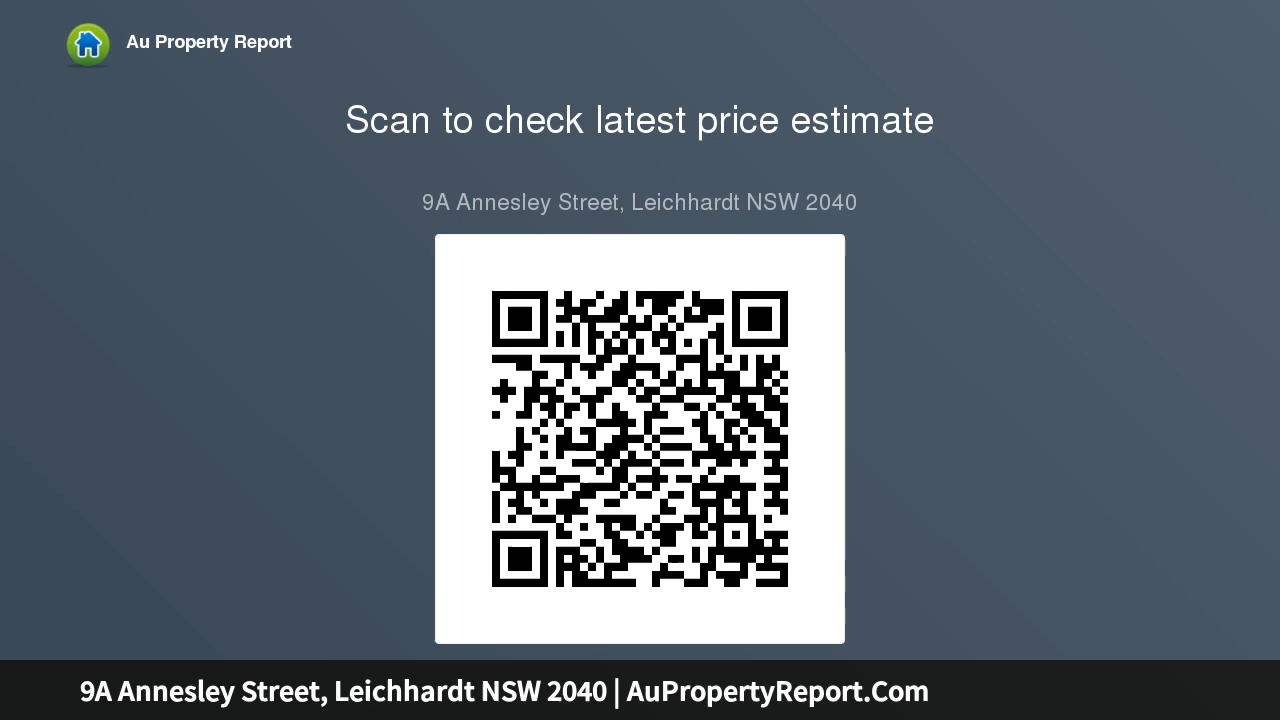 Au Property Report
Scan to check latest price estimate
9A Annesley Street, Leichhardt NSW 2040
9A Annesley Street, Leichhardt NSW 2040 | AuPropertyReport.Com